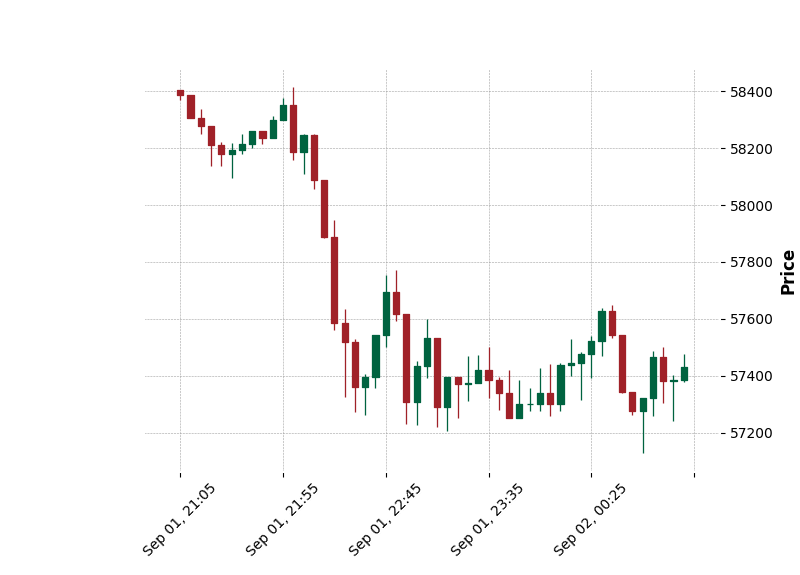 58400
58200
58000
57800
57600
57400
57200
Price
Sep 01, 21:05
Sep 01, 21:55
Sep 01, 22:45
Sep 01, 23:35
Sep 02, 00:25